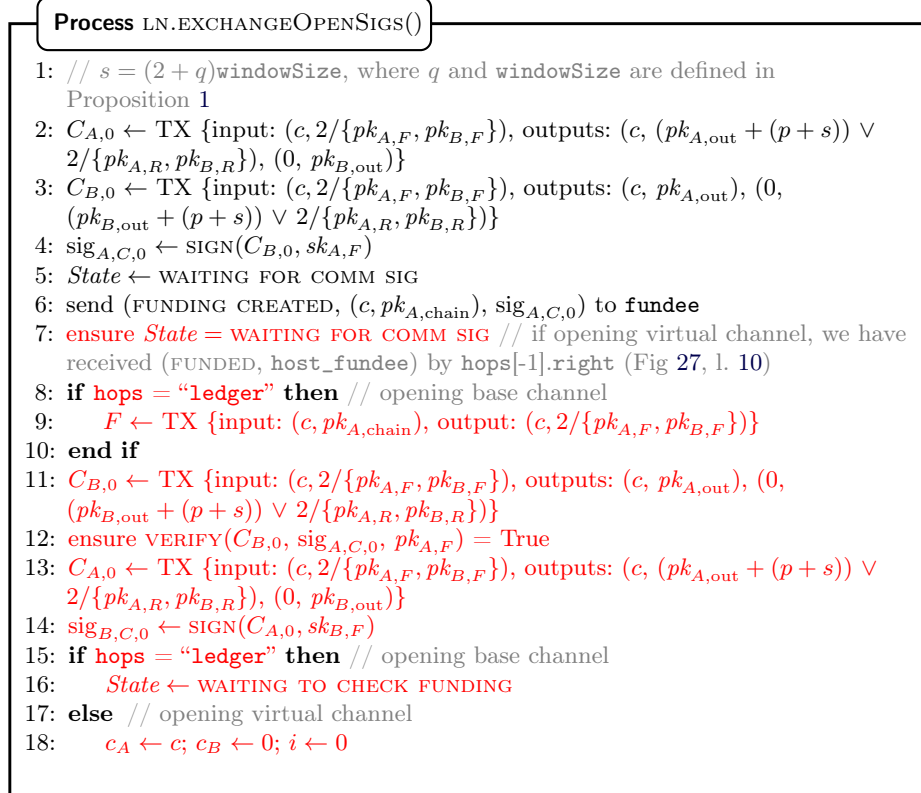 Process LN.EXCHANGEOPENSIGS()
1: // s = (2 + q)windowSize, where q and windowSize are defined in
Proposition 1
2: C_{A,0} ← TX {input: (c, 2/{pk_{A,F}, pk_{B,F}}), outputs: (c, (pk_{A,out} + (p + s)) ∨
2/{pk_{A,R}, pk_{B,R}}), (0, pk_{B,out})}
3: C_{B,0} ← TX {input: (c, 2/{pk_{A,F}, pk_{B,F}}), outputs: (c, pk_{A,out}), (0,
(pk_{B,out} + (p + s)) ∨ 2/{pk_{A,R}, pk_{B,R}})}
4: sig_{A,C,0} ← SIGN(C_{B,0}, sk_{A,F})
5: State ← WAITING FOR COMM SIG
6: send (FUNDING CREATED, (c, pk_{A,chain}), sig_{A,C,0}) to fundee
7: ensure State = WAITING FOR COMM SIG // if opening virtual channel, we have
received (FUNDED, host_fundee) by hops[-1].right (Fig 27, l. 10)
8: if hops = “ledger” then // opening base channel
9: F ← TX {input: (c, pk_{A,chain}), output: (c, 2/{pk_{A,F}, pk_{B,F}})}
10: end if
11: C_{B,0} ← TX {input: (c, 2/{pk_{A,F}, pk_{B,F}}), outputs: (c, pk_{A,out}), (0,
(pk_{B,out} + (p + s)) ∨ 2/{pk_{A,R}, pk_{B,R}})}
12: ensure VERIFY(C_{B,0}, sig_{A,C,0}, pk_{A,F}) = True
13: C_{A,0} ← TX {input: (c, 2/{pk_{A,F}, pk_{B,F}}), outputs: (c, (pk_{A,out} + (p + s)) ∨
2/{pk_{A,R}, pk_{B,R}}), (0, pk_{B,out})}
14: sig_{B,C,0} ← SIGN(C_{A,0}, sk_{B,F})
15: if hops = “ledger” then // opening base channel
16: State ← WAITING TO CHECK FUNDING
17: else // opening virtual channel
18: c_A ← c; c_B ← 0; i ← 0